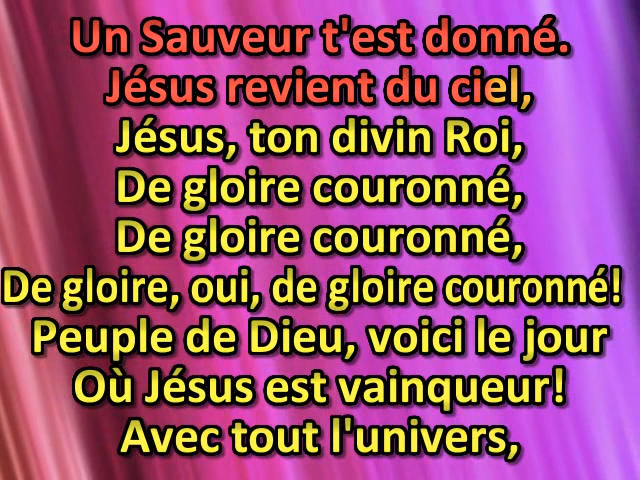 Un Sauveur t'est donné.
Jésus revient du ciel,
Jésus, ton divin Roi,
De gloire couronné,
De gloire couronné,
De gloire, oui, de gloire couronné!
Peuple de Dieu, voici le jour
Où Jésus est vainqueur!
Avec tout l'univers,